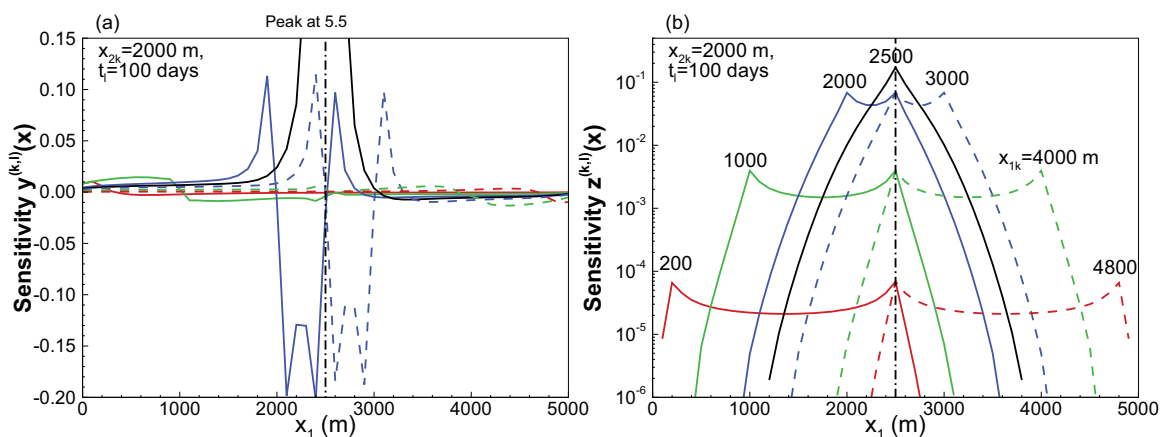 (a)
Peak at 5.5
x2k=2000 m,
tl=100 days
Sensitivity y(k,l)(x)
0.15
0.10
0.05
0.00
-0.05
-0.10
-0.15
-0.20
0
1000
2000
3000
4000
5000
x1 (m)
(b)
x2k=2000 m,
tl=100 days
2500
2000
3000
1000
x1k=4000 m
200
4800
Sensitivity z(k,l)(x)
10-1
10-2
10-3
10-4
10-5
10-6
0
1000
2000
3000
4000
5000
x1 (m)